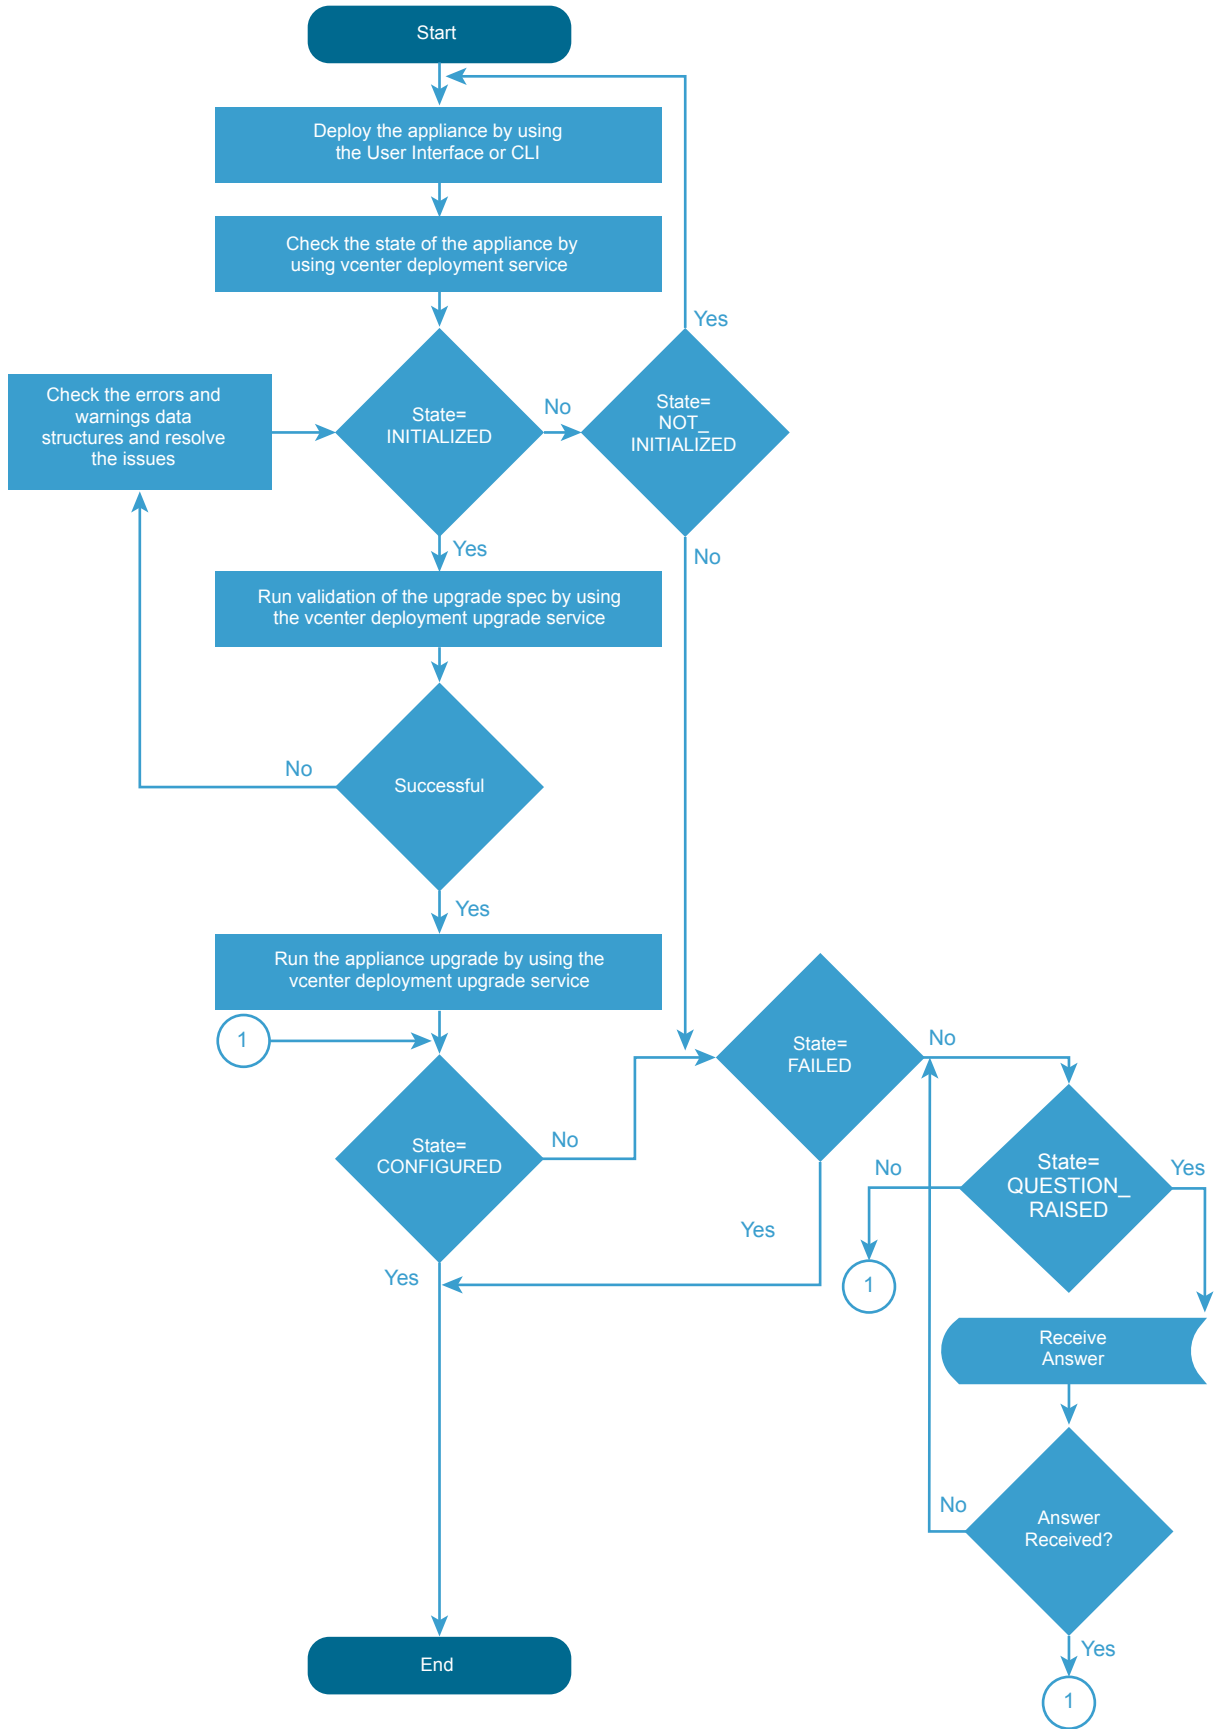 Start
Deploy the appliance by using
the User Interface or CLI
Check the state of the appliance by
using vcenter deployment service
Yes
Check the errors and
warnings data
structures and resolve
the issues
State=
INITIALIZED
No
State=
NOT_
INITIALIZED
Yes
No
Run validation of the upgrade spec by using
the vcenter deployment upgrade service
No
Successful
Yes
Run the appliance upgrade by using the
vcenter deployment upgrade service
1
State=
FAILED
No
State=
CONFIGURED
No
No
State=
QUESTION_
RAISED
Yes
Yes
Yes
1
Receive
Answer
No
Answer
Received?
Yes
End
1